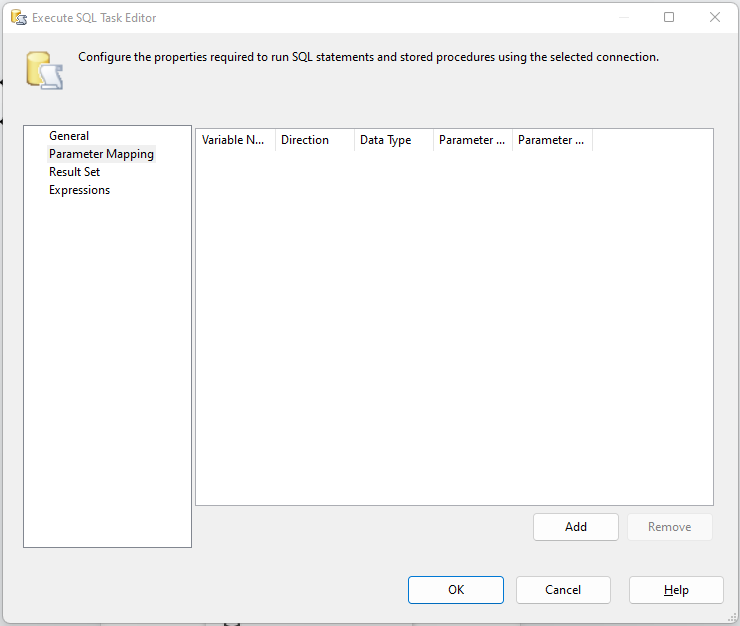 Execute SQL Task Editor
Configure the properties required to run SQL statements and stored procedures using the selected connection.
General
Parameter Mapping
Result Set
Expressions
Variable N... Direction Data Type Parameter ... Parameter ...
Add Remove
OK Cancel Help